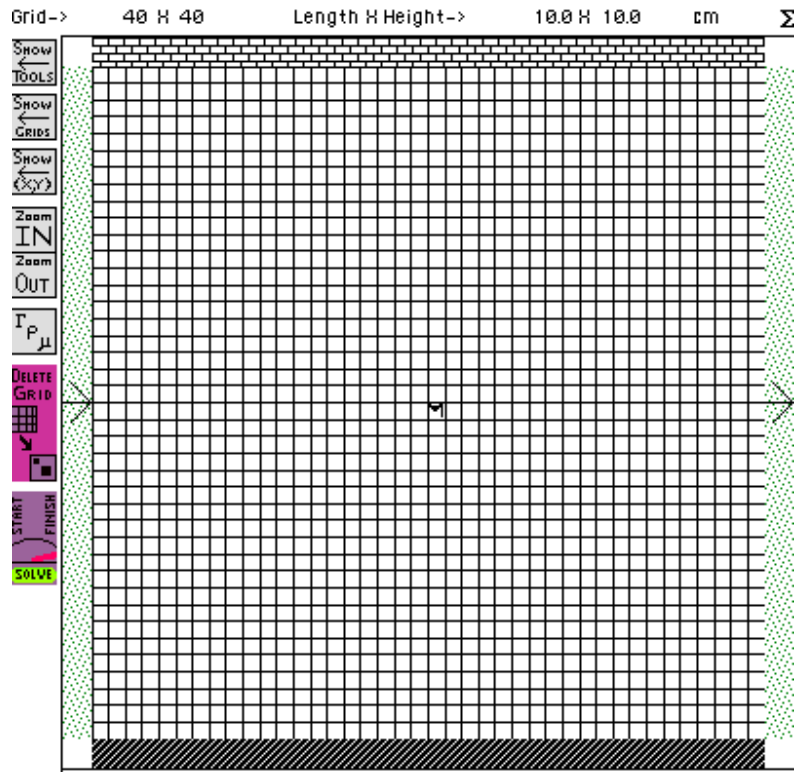 Grid-> 40 X 40 Length X Height-> 10.0 X 10.0 cm Σ
SHOW
TOOLS
SHOW
GRIDS
SHOW
(X,Y)
Zoom
IN
Zoom
OUT
Γ ρ μ
DELETE
GRID
START FINISH
SOLVE